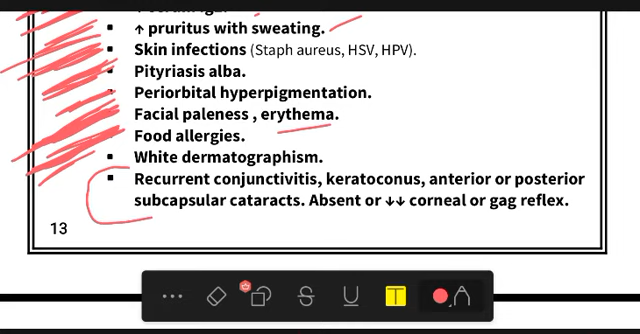 ↑ pruritus with sweating.
Skin infections (Staph aureus, HSV, HPV).
Pityriasis alba.
Periorbital hyperpigmentation.
Facial paleness , erythema.
Food allergies.
White dermatographism.
Recurrent conjunctivitis, keratoconus, anterior or posterior
subcapsular cataracts. Absent or ↓↓ corneal or gag reflex.
13